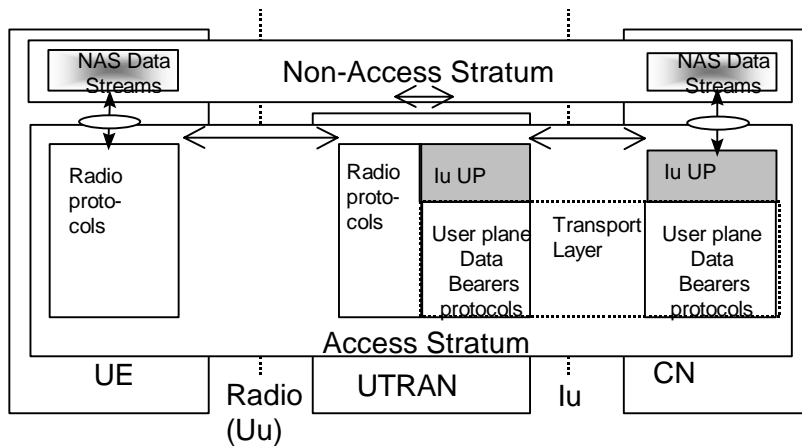 NAS Data
Streams
Non-Access Stratum
NAS Data
Streams
Radio
proto-
cols
Radio
proto-
cols
Iu UP
User plane
Data
Bearers
protocols
Transport
Layer
Iu UP
User plane
Data
Bearers
protocols
Access Stratum
UE
Radio
(Uu)
UTRAN
Iu
CN